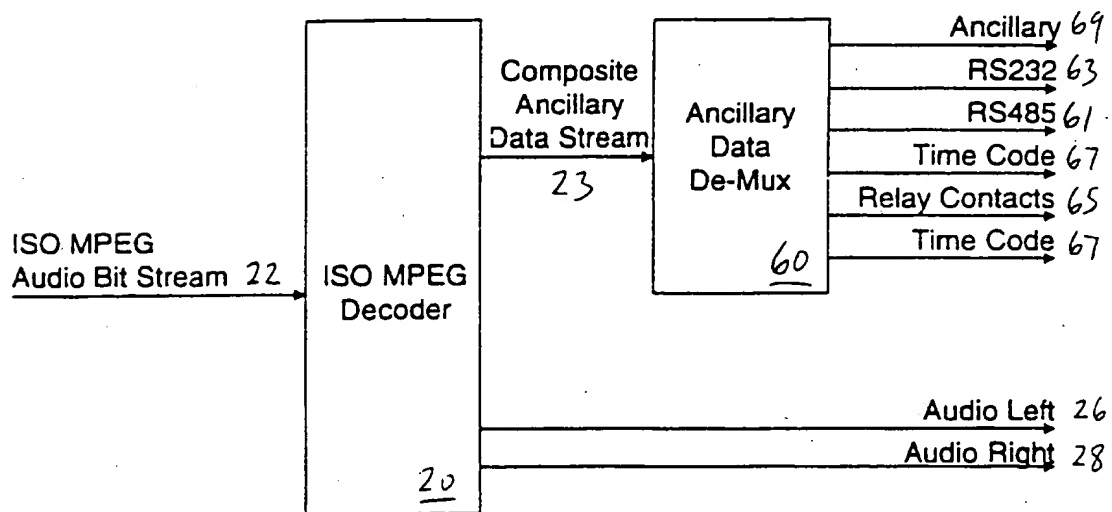 Ancillary 69
RS232 63
RS485 61
Time Code 67
Relay Contacts 65
Time Code 67
Composite
Ancillary
Data Stream
23
Ancillary
Data
De-Mux
60
ISO MPEG
Audio Bit Stream 22
ISO MPEG
Decoder
20
Audio Left 26
Audio Right 28